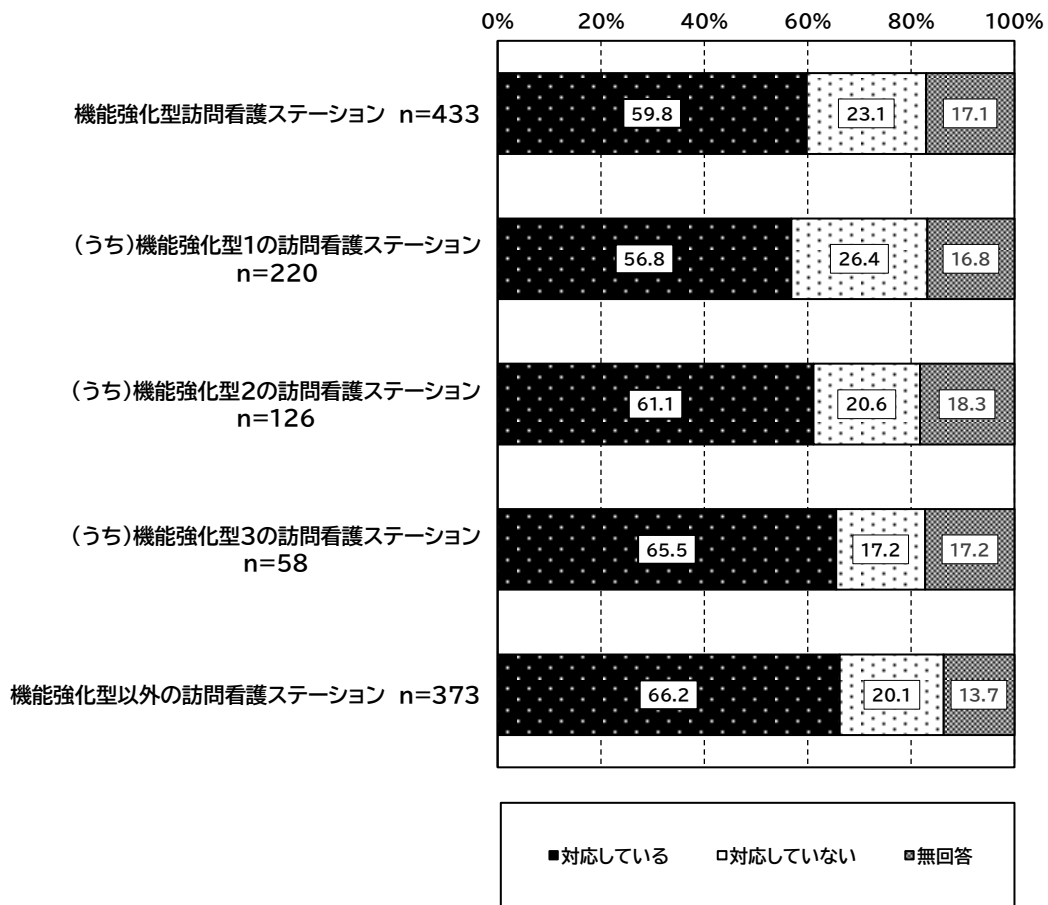 0% 20% 40% 60% 80% 100%
機能強化型訪問看護ステーション n=433
59.8 23.1 17.1
(うち)機能強化型1の訪問看護ステーション
n=220
56.8 26.4 16.8
(うち)機能強化型2の訪問看護ステーション
n=126
61.1 20.6 18.3
(うち)機能強化型3の訪問看護ステーション
n=58
65.5 17.2 17.2
機能強化型以外の訪問看護ステーション n=373
66.2 20.1 13.7
対応している 対応していない 無回答